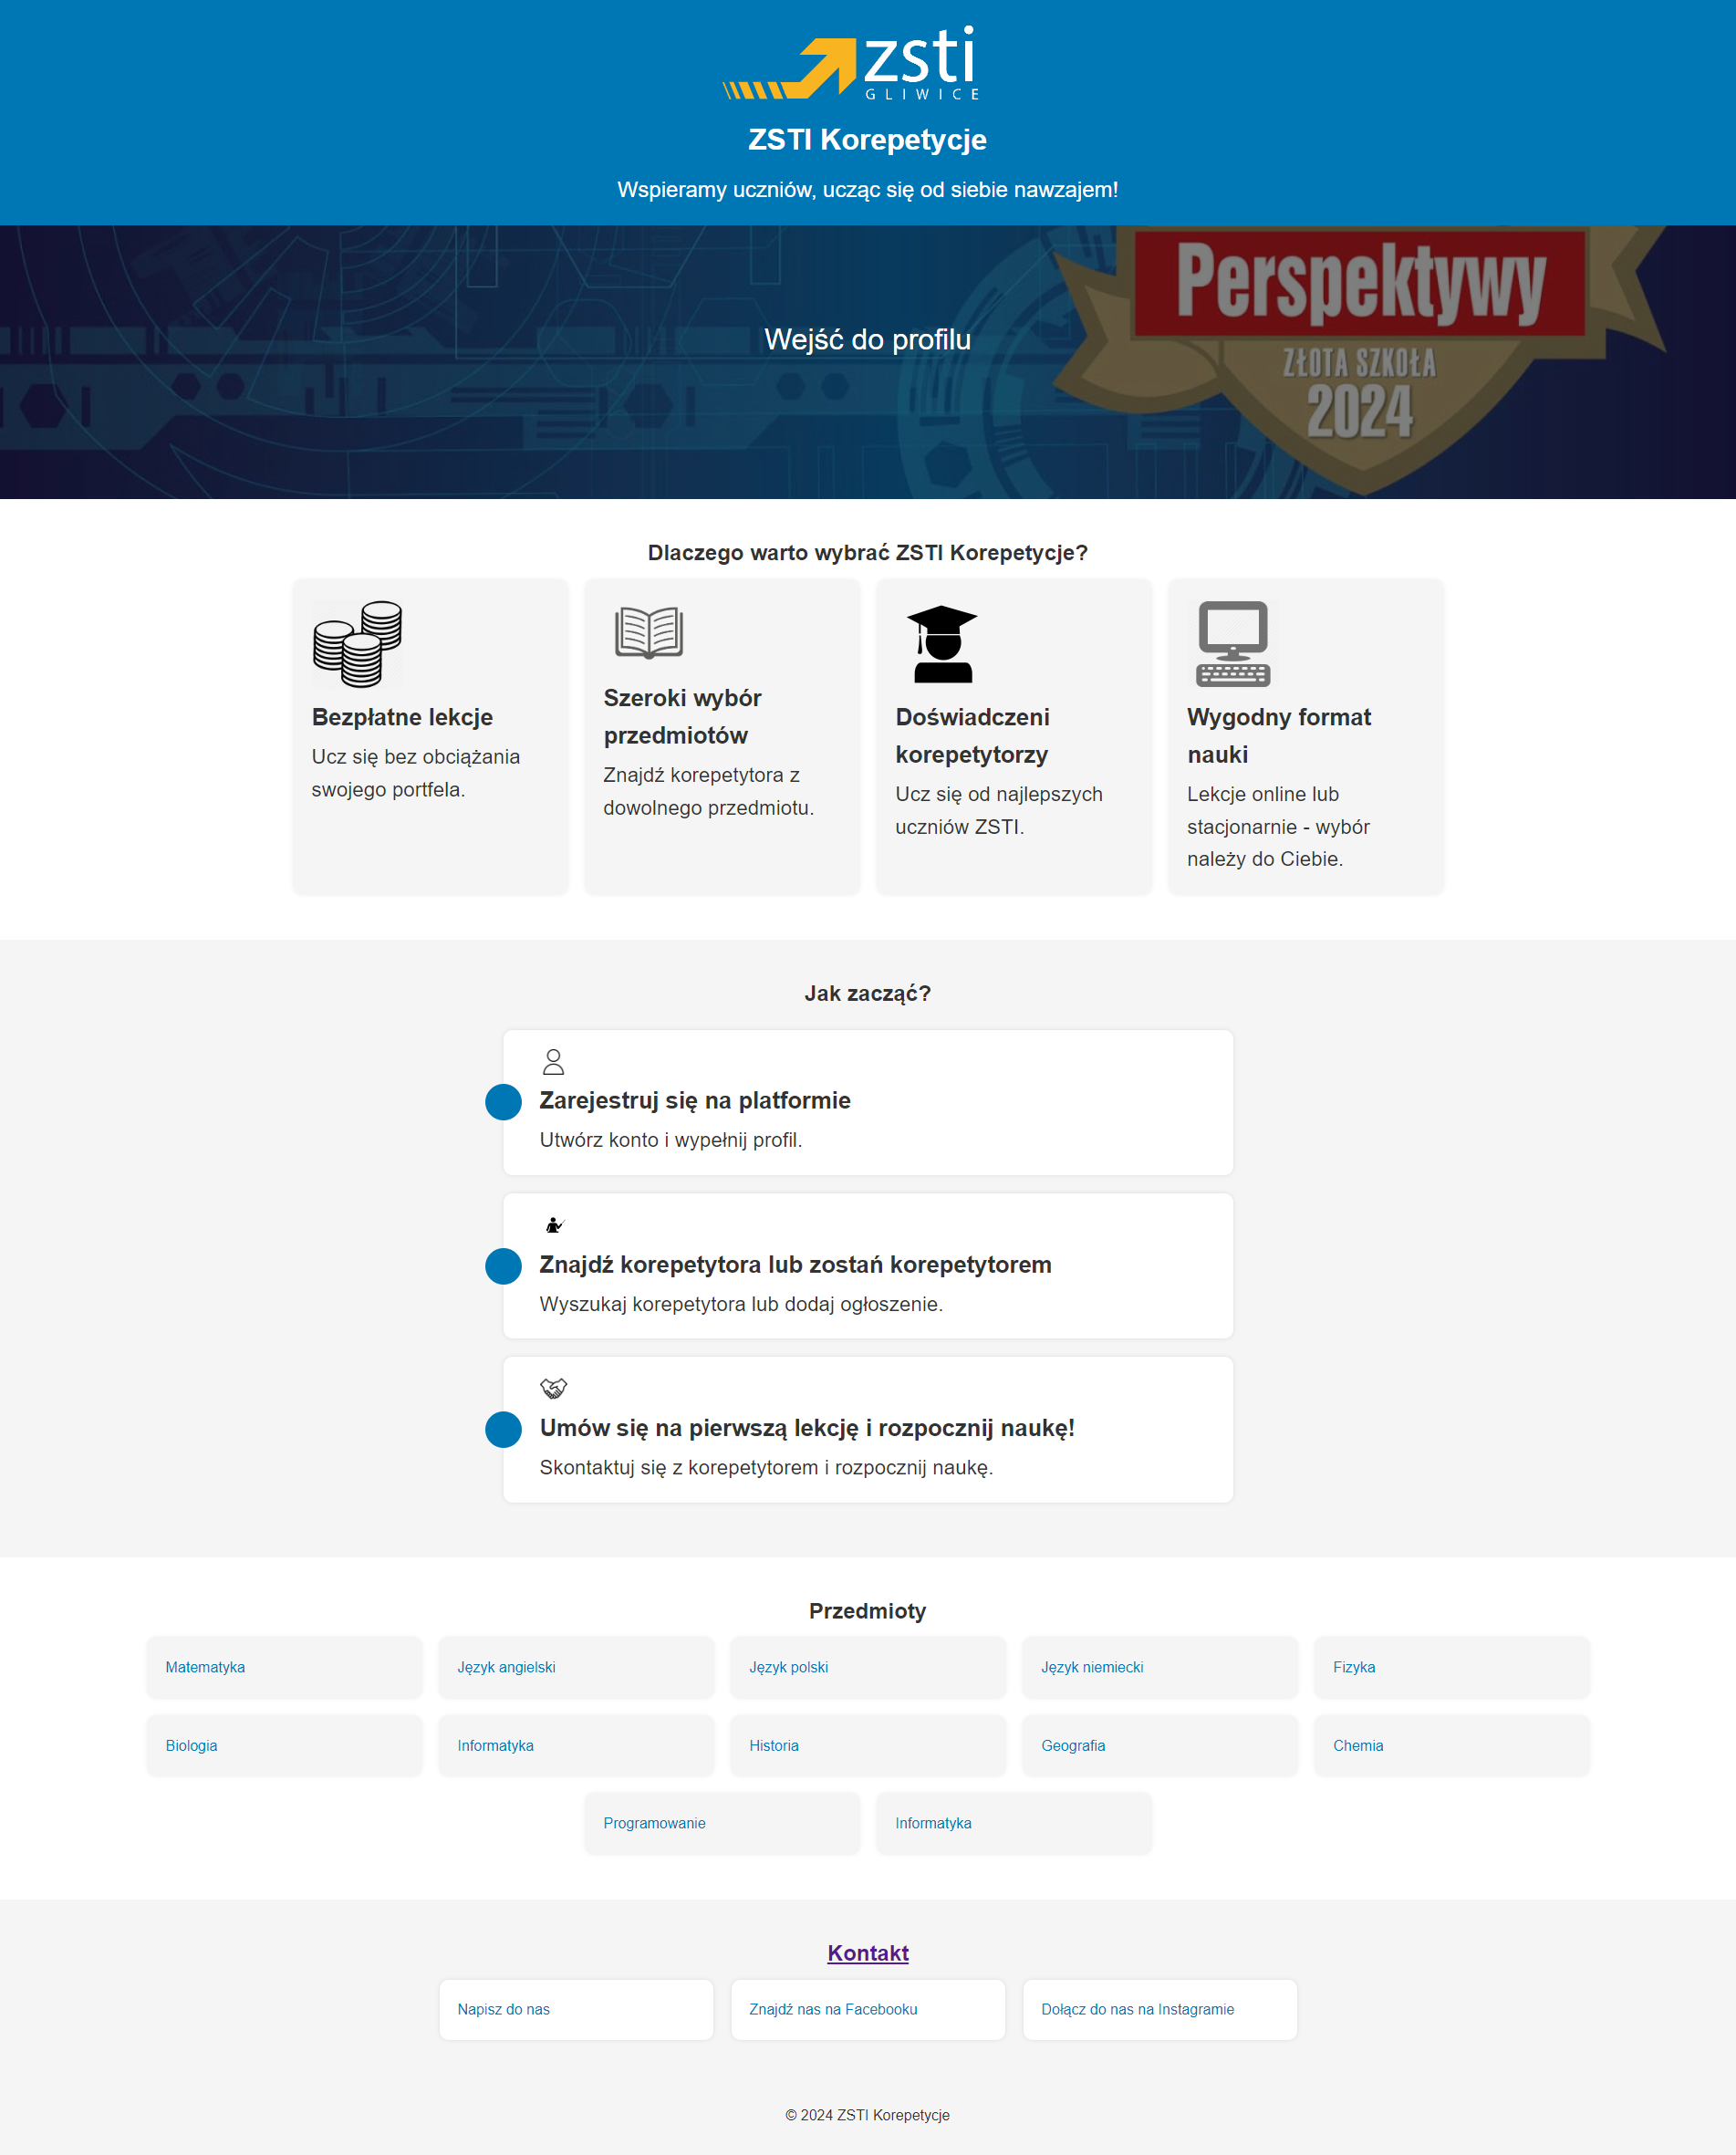 zsti
GLIWICE
ZSTI Korepetycje
Wspieramy uczniów, ucząc się od siebie nawzajem!
Perspektywy
ZŁOTA SZKOŁA
2024
Wejść do profilu
Dlaczego warto wybrać ZSTI Korepetycje?
Bezpłatne lekcje
Ucz się bez obciążania
swojego portfela.
Szeroki wybór
przedmiotów
Znajdź korepetytora z
dowolnego przedmiotu.
Doświadczeni
korepetytorzy
Ucz się od najlepszych
uczniów ZSTI.
Wygodny format
nauki
Lekcje online lub
stacjonarnie - wybór
należy do Ciebie.
Jak zacząć?
Zarejestruj się na platformie
Utwórz konto i wypełnij profil.
Znajdź korepetytora lub zostań korepetytorem
Wyszukaj korepetytora lub dodaj ogłoszenie.
Umów się na pierwszą lekcję i rozpocznij naukę!
Skontaktuj się z korepetytorem i rozpocznij naukę.
Przedmioty
Matematyka
Język angielski
Język polski
Język niemiecki
Fizyka
Biologia
Informatyka
Historia
Geografia
Chemia
Programowanie
Informatyka
Kontakt
Napisz do nas
Znajdź nas na Facebooku
Dołącz do nas na Instagramie
© 2024 ZSTI Korepetycje